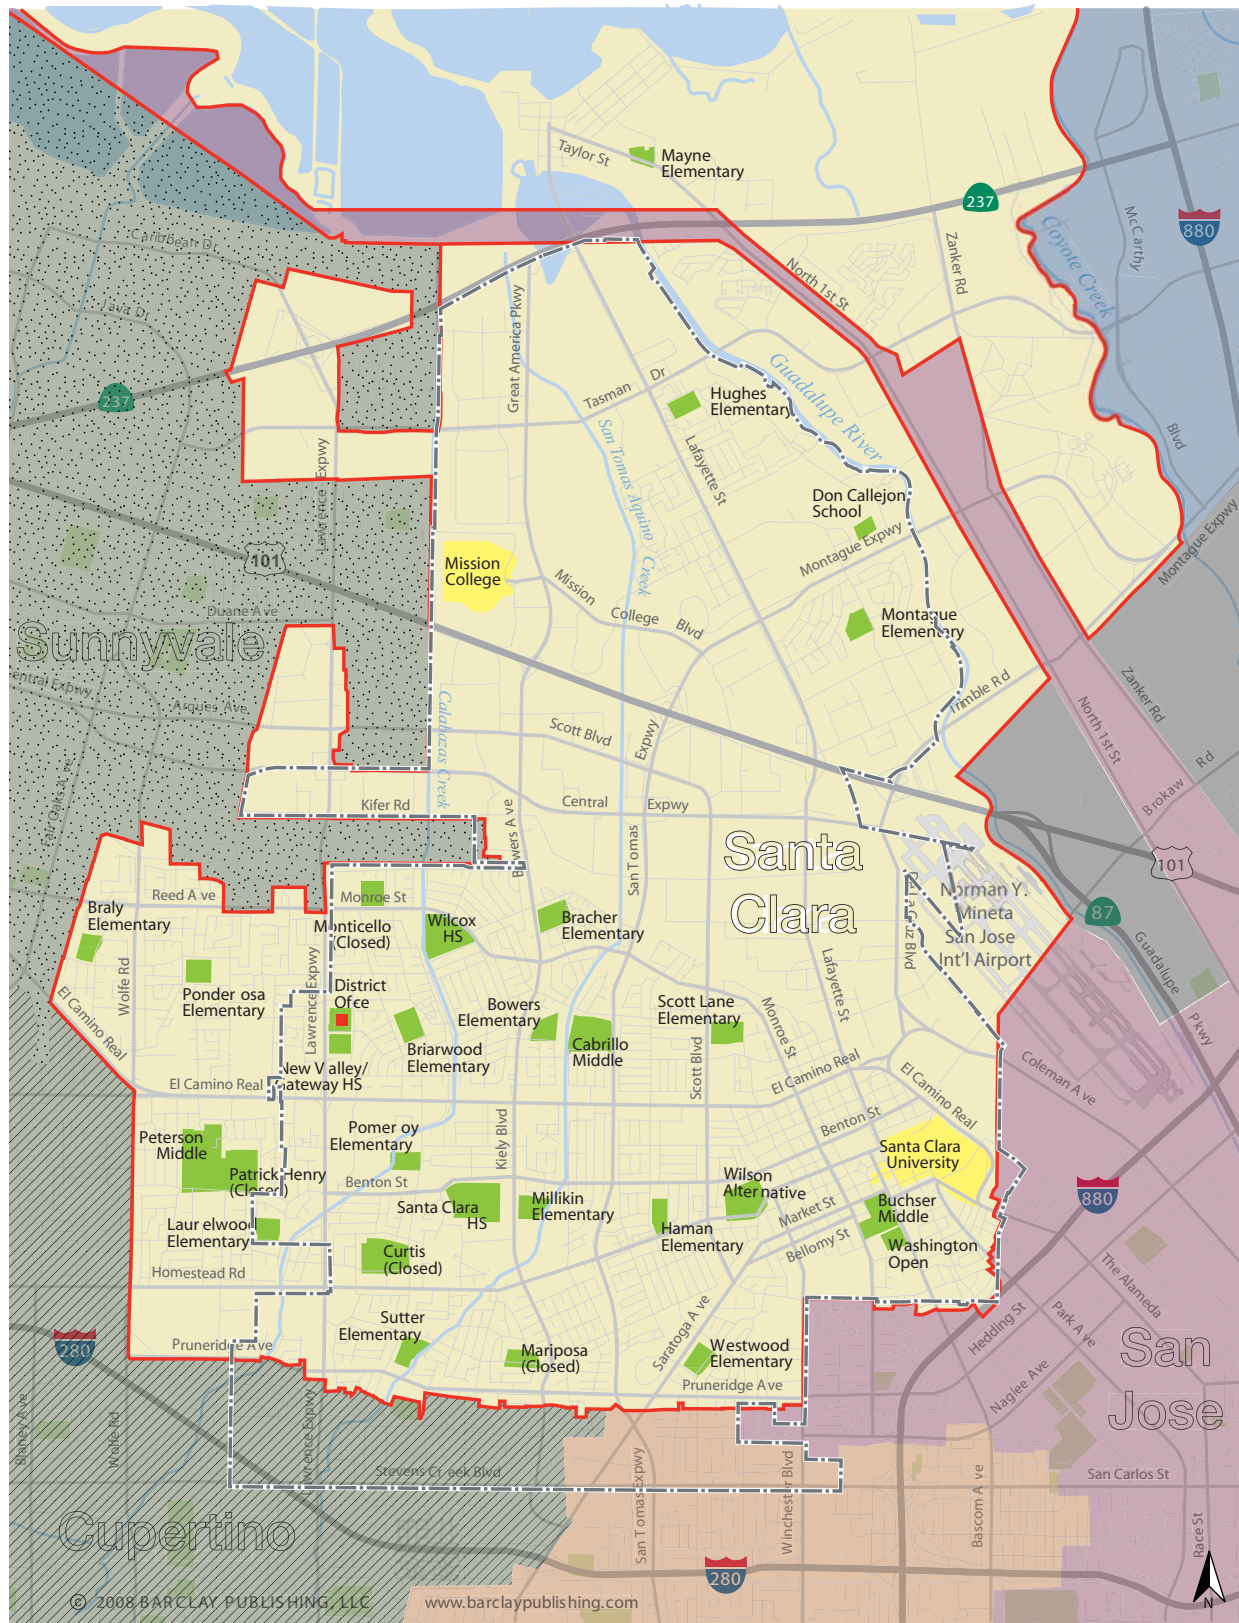 Taylor St
Mayne
Elementary
237
880
McCarthy
Blvd
Coyote Creek
Zanker Rd
North 1st St
Caribbean Dr
Java Dr
237
Great America Pkwy
Tasman Dr
Hughes
Elementary
Guadalupe River
San Tomas Aquino Creek
Lafayette St
Lawrence Expwy
Don Callejon
School
Montague Expwy
Montague Expwy
101
Mission
College
Mission College Blvd
Duane Ave
Sunnyvale
Montague
Elementary
Central Expwy
Arques Ave
Calabazas Creek
Scott Blvd
Expwy
Trimble Rd
Zanker Rd
North 1st St
Brokaw Rd
Fair Oaks Ave
Kifer Rd
Bowers Ave
Central Expwy
San Tomas
Santa
Clara
101
87
Guadalupe
Pkwy
De La Cruz Blvd
Norman Y.
Mineta
San Jose
Int'l Airport
Reed Ave
Monroe St
Braly
Elementary
Monticello
(Closed)
Wilcox
HS
Bracher
Elementary
Wolfe Rd
Lawrence Expwy
Lafayette St
El Camino Real
Ponderosa
Elementary
District
Office
Bowers
Elementary
Cabrillo
Middle
Scott Lane
Elementary
Monroe St
Briarwood
Elementary
New Valley/
Gateway HS
Scott Blvd
El Camino Real
El Camino Real
El Camino Real
Coleman Ave
Kiely Blvd
Pomeroy
Elementary
Benton St
Peterson
Middle
Patrick Henry
(Closed)
Benton St
Santa Clara
University
Santa Clara
HS
Millikin
Elementary
Wilson
Alternative
Buchser
Middle
880
Laurelwood
Elementary
Haman
Elementary
Market St
Bellomy St
Washington
Open
Curtis
(Closed)
Homestead Rd
The Alameda
Sutter
Elementary
Saratoga Ave
Hedding St
Park Ave
280
Pruneridge Ave
Mariposa
(Closed)
Westwood
Elementary
Pruneridge Ave
Naglee Ave
San
Jose
Blaney Ave
Wolfe Rd
Lawrence Expwy
Stevens Creek Blvd
San Tomas Expwy
Winchester Blvd
Bascom Ave
San Carlos St
Race St
Cupertino
280
N
© 2008 BARCLAY PUBLISHING, LLC www.barclaypublishing.com